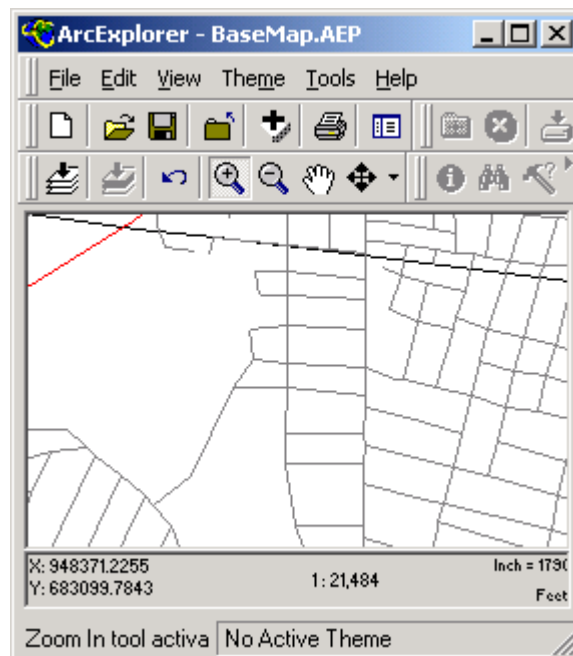 ArcExplorer - BaseMap.AEP
File Edit View Theme Tools Help
X: 948371.2255
Y: 683099.7843
1: 21,484
Inch = 1790
Feet
Zoom In tool activa
No Active Theme